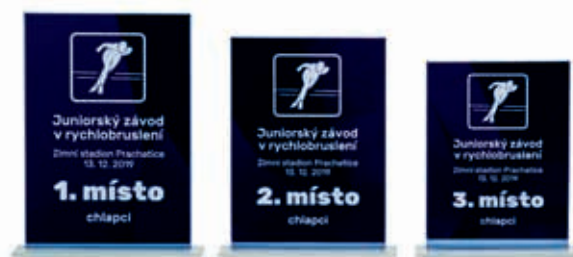 Juniorský závod
v rychlobruslení
Zimní stadion Prachatice
13. 12. 2019
1. místo
chlapci
Juniorský závod
v rychlobruslení
Zimní stadion Prachatice
13. 12. 2019
2. místo
chlapci
Juniorský závod
v rychlobruslení
Zimní stadion Prachatice
13. 12. 2019
3. místo
chlapci